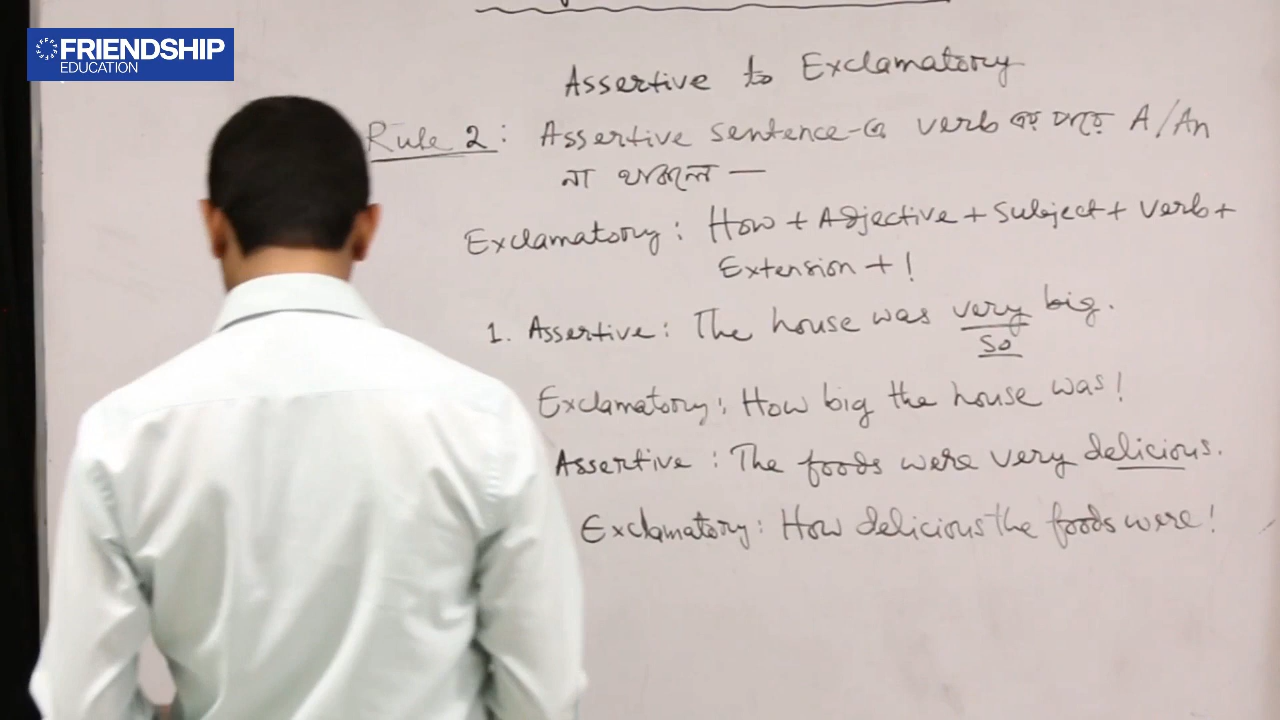 FRIENDSHIP
EDUCATION
Assertive to Exclamatory
Rule 2: Assertive sentence-এ verb এর পরে A/An
না থাকলে —
Exclamatory: How + Adjective + Subject + Verb +
Extension + !
1. Assertive: The house was very big.
so
Exclamatory: How big the house was!
Assertive: The foods were very delicious.
Exclamatory: How delicious the foods were!